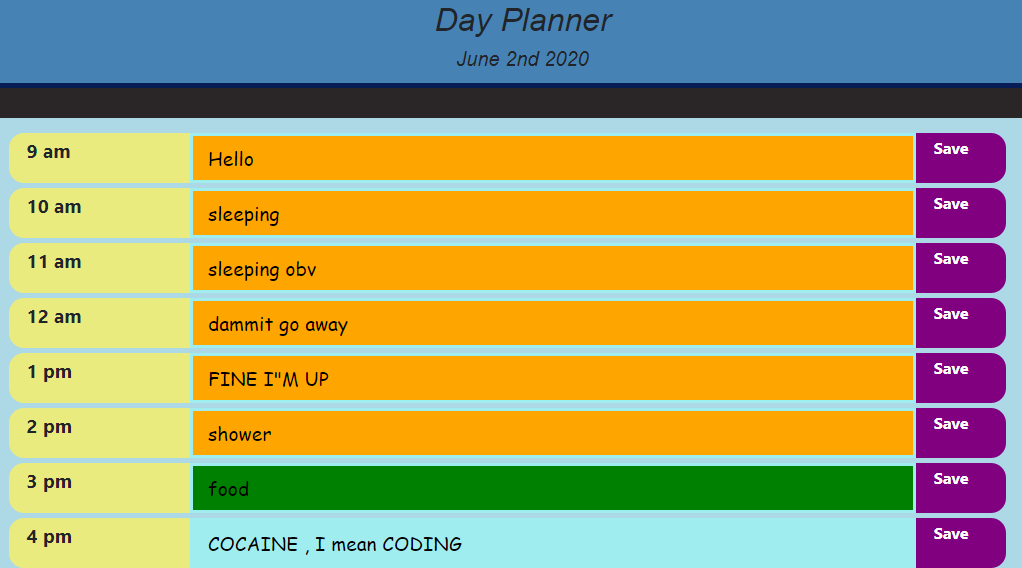 Day Planner
June 2nd 2020
9 am Hello Save
10 am sleeping Save
11 am sleeping obv Save
12 am dammit go away Save
1 pm FINE I"M UP Save
2 pm shower Save
3 pm food Save
4 pm COCAINE , I mean CODING Save